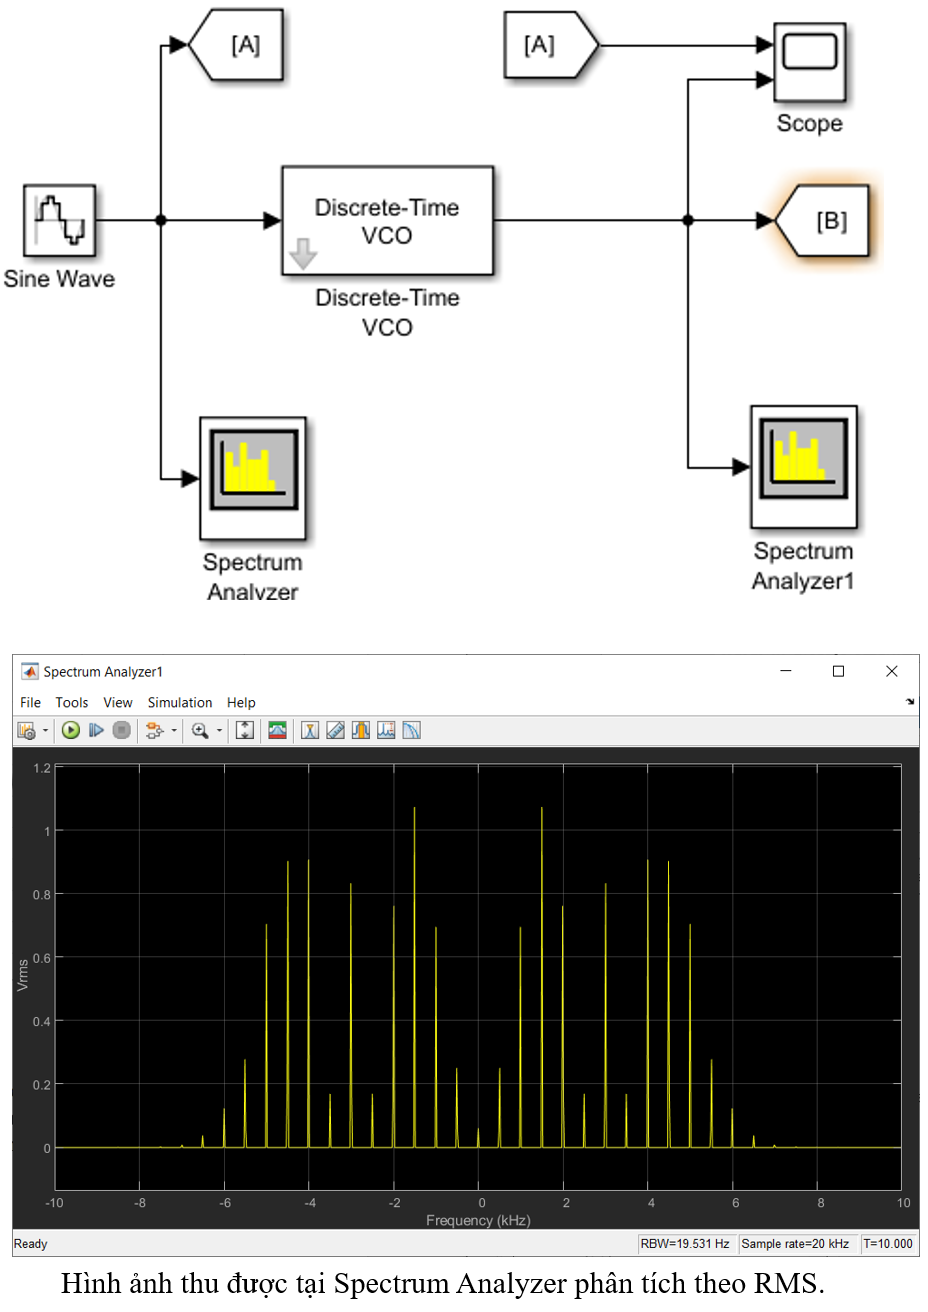 [A]
[A]
Scope
Discrete-Time
VCO
[B]
Sine Wave
Discrete-Time
VCO
Spectrum
Analyzer
Spectrum
Analyzer1
Spectrum Analyzer1
File Tools View Simulation Help
1.2
1
0.8
0.6
0.4
0.2
0
Vrms
-10 -8 -6 -4 -2 0 2 4 6 8 10
Frequency (kHz)
Ready RBW=19.531 Hz Sample rate=20 kHz T=10.000
Hình ảnh thu được tại Spectrum Analyzer phân tích theo RMS.